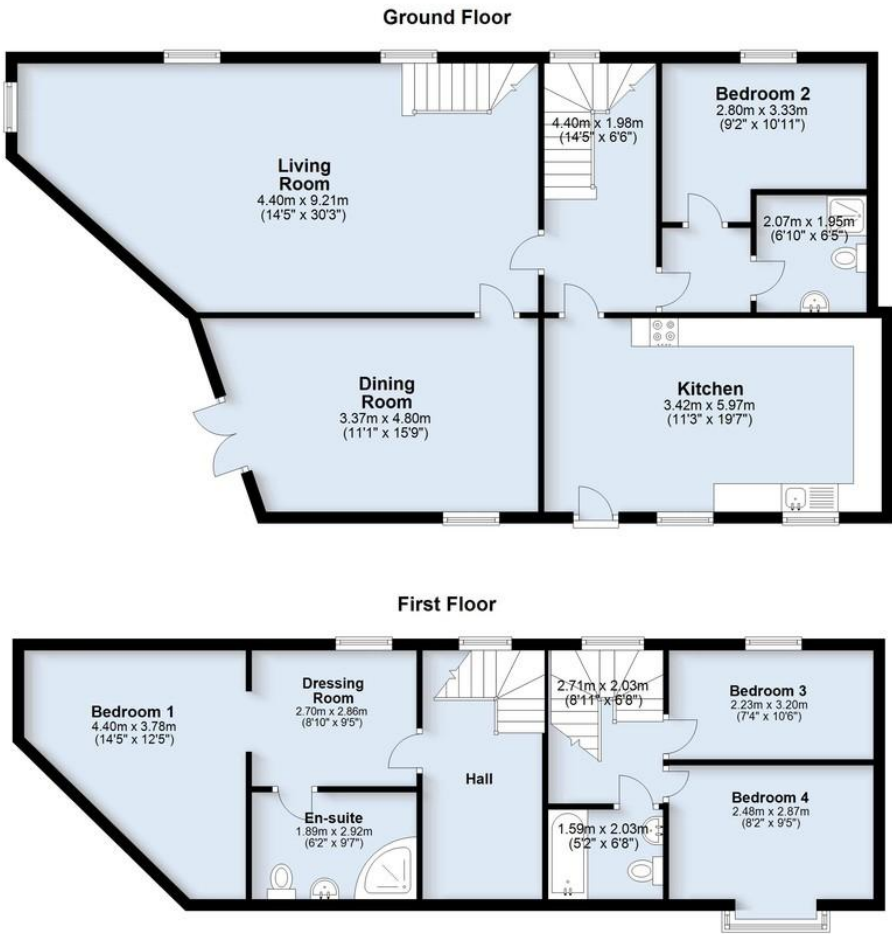 Ground Floor
Living
Room
4.40m x 9.21m
(14'5" x 30'3")
4.40m x 1.98m
(14'5" x 6'6")
Bedroom 2
2.80m x 3.33m
(9'2" x 10'11")
2.07m x 1.95m
(6'10" x 6'5")
Dining
Room
3.37m x 4.80m
(11'1" x 15'9")
Kitchen
3.42m x 5.97m
(11'3" x 19'7")
First Floor
Bedroom 1
4.40m x 3.78m
(14'5" x 12'5")
Dressing
Room
2.70m x 2.86m
(8'10" x 9'5")
En-suite
1.89m x 2.92m
(6'2" x 9'7")
Hall
2.71m x 2.03m
(8'11" x 6'8")
1.59m x 2.03m
(5'2" x 6'8")
Bedroom 3
2.23m x 3.20m
(7'4" x 10'6")
Bedroom 4
2.48m x 2.87m
(8'2" x 9'5")